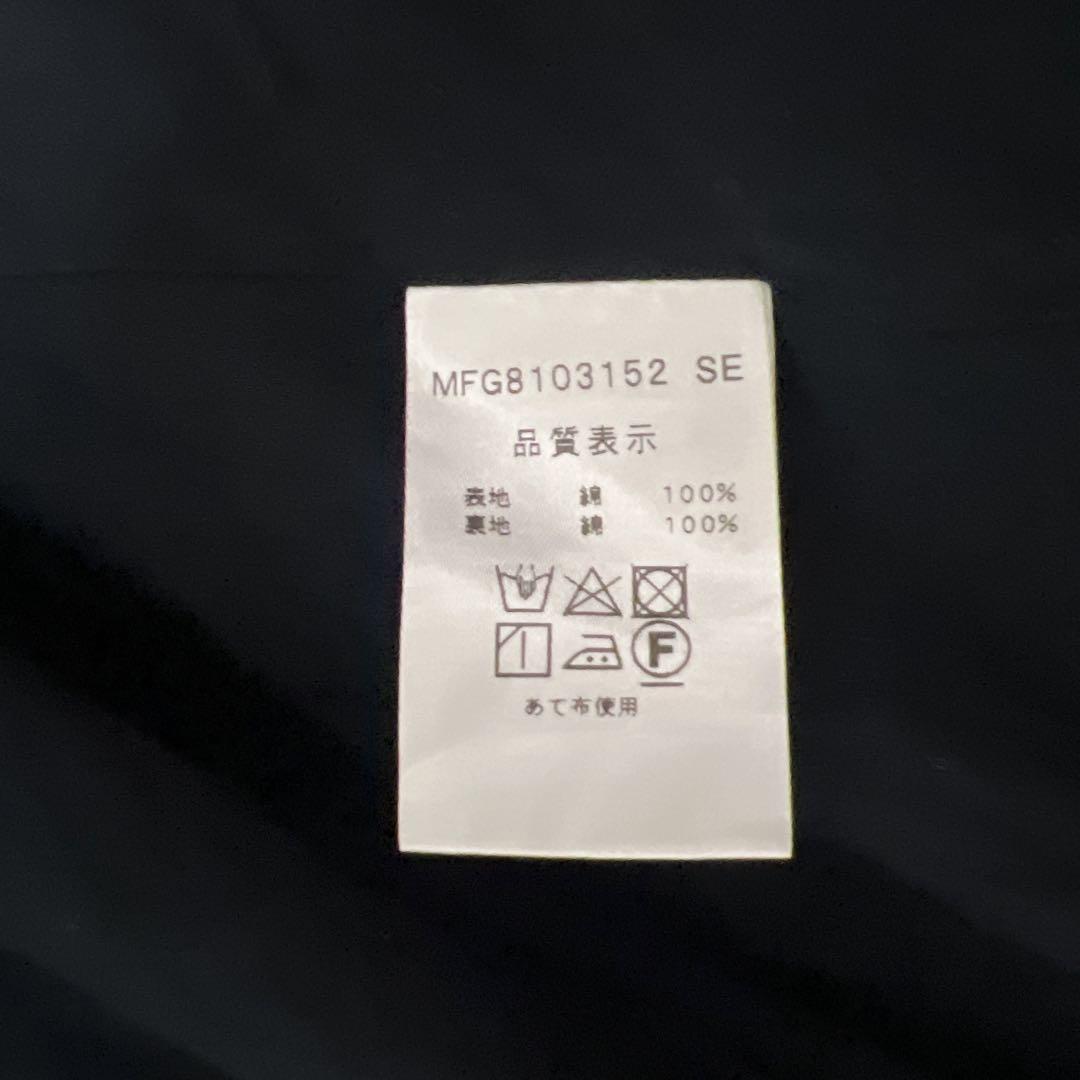 MFG8103152 SE
品質表示
表地 綿 100%
裏地 綿 100%
F
あて布使用